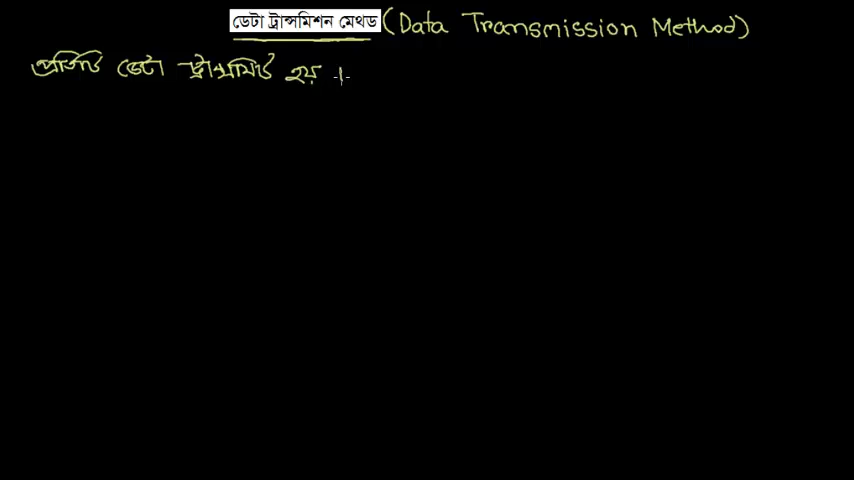 ডেটা ট্রান্সমিশন মেথড (Data Transmission Method)
প্রতিটি ডেটা ট্রান্সমিট হয়